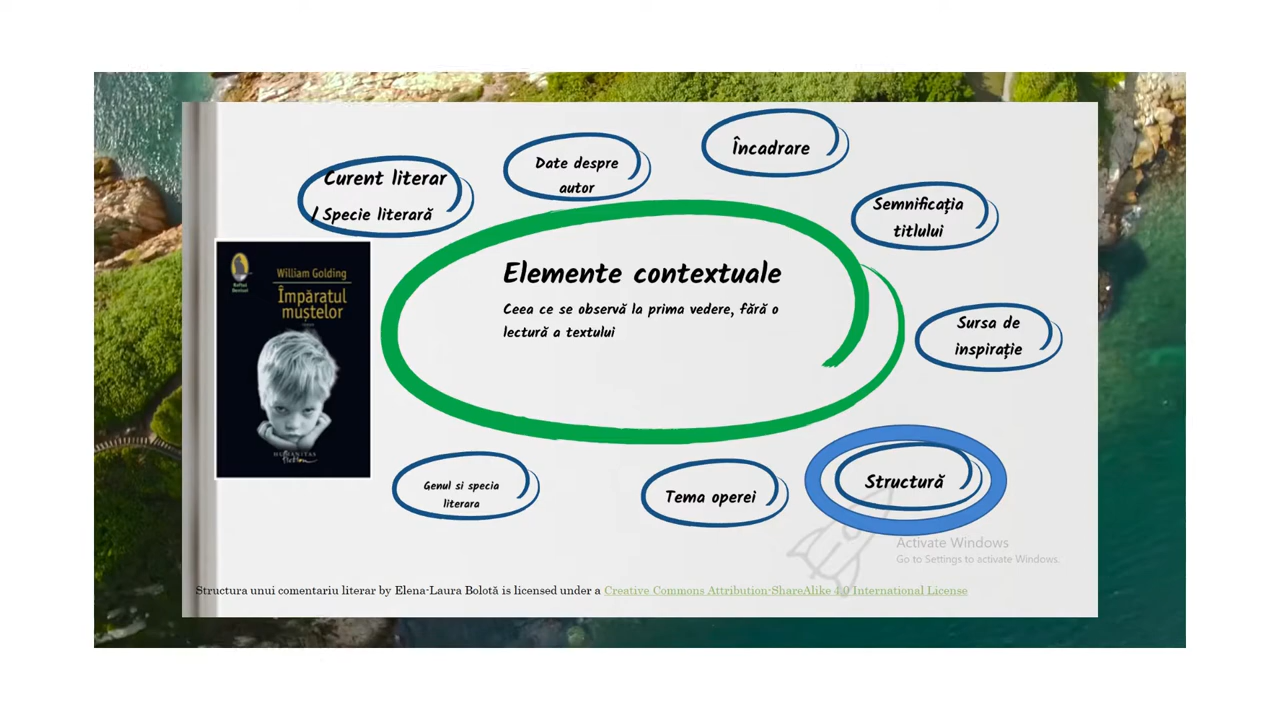 Încadrare
Date despre
autor
Curent literar
/ Specie literară
Semnificația
titlului
Elemente contextuale
Ceea ce se observă la prima vedere, fără o
lectură a textului
William Golding
Împăratul
muștelor
HUMANITAS
fiction
Sursa de
inspirație
Genul si specia
literara
Tema operei
Structură
Activate Windows
Go to Settings to activate Windows.
Structura unui comentariu literar by Elena-Laura Bolotă is licensed under a Creative Commons Attribution-ShareAlike 4.0 International License